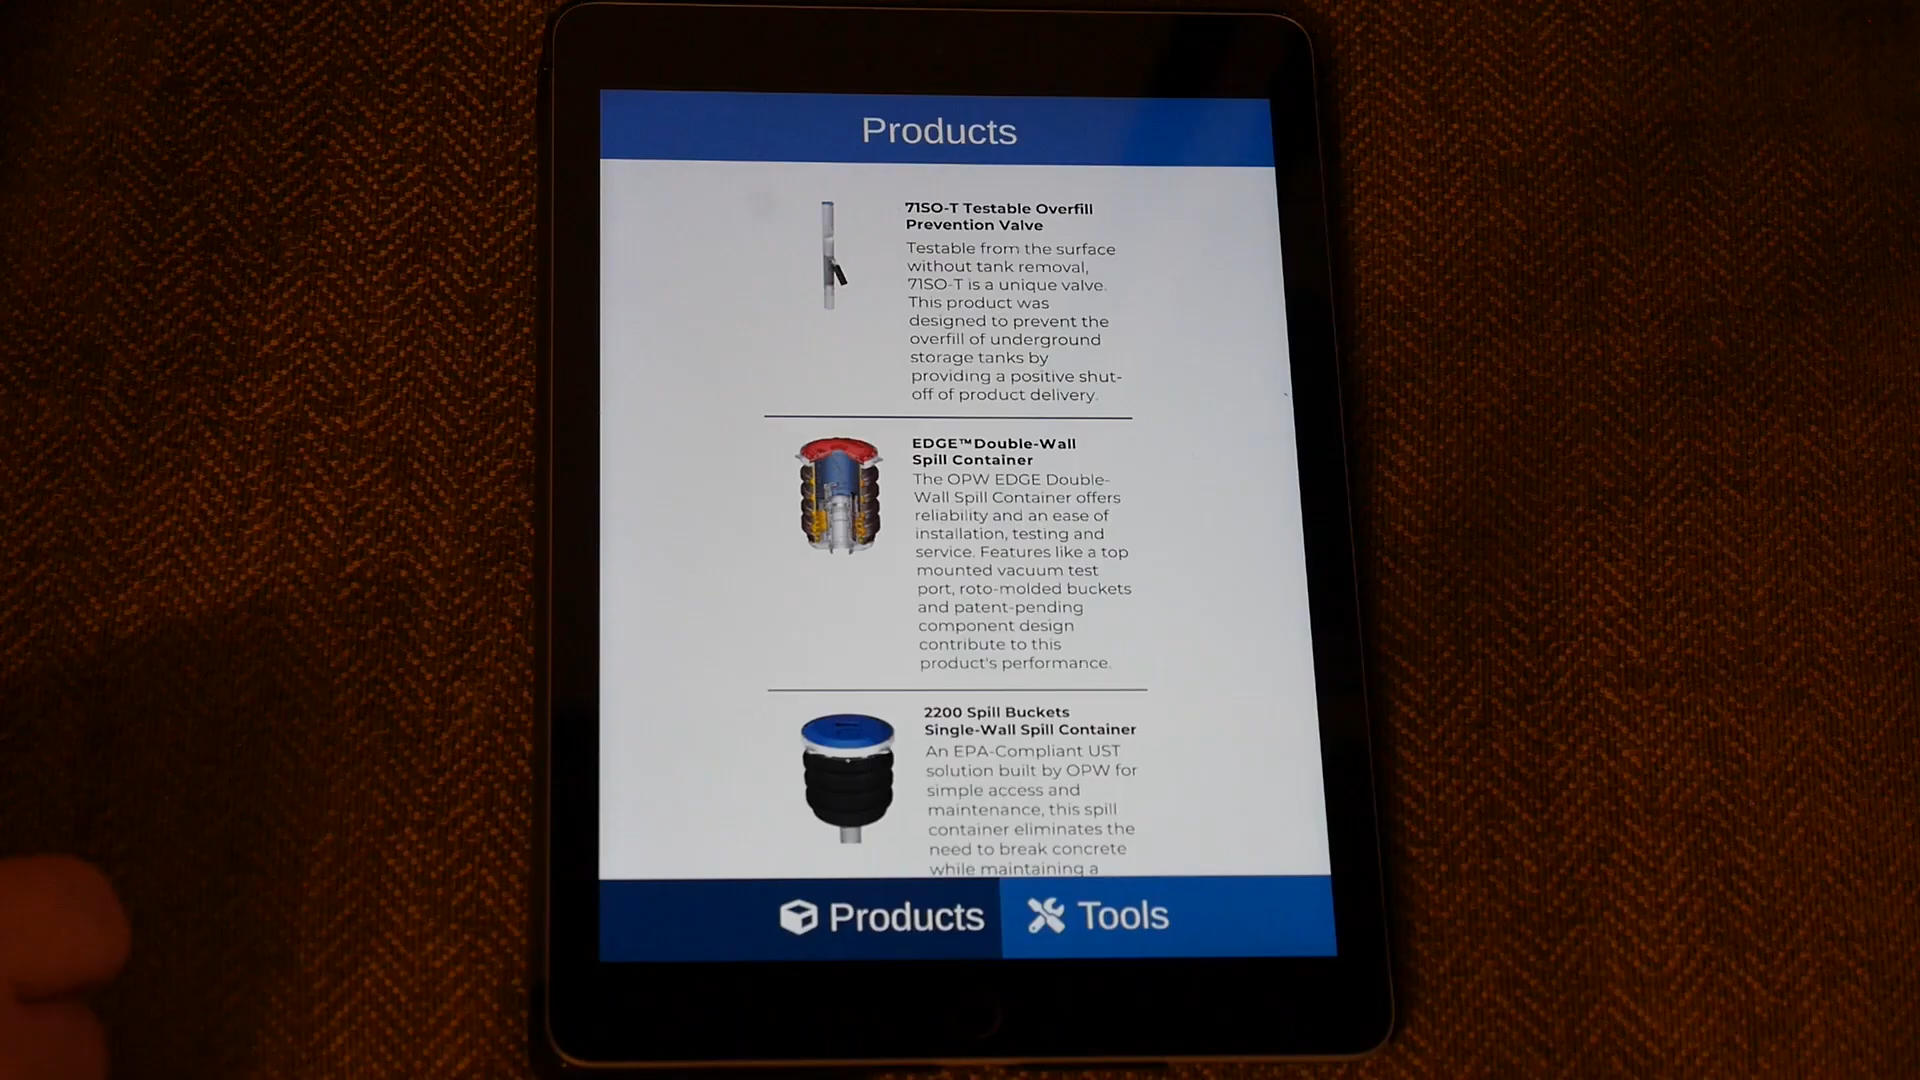 Products
71SO-T Testable Overfill
Prevention Valve
Testable from the surface
without tank removal,
71SO-T is a unique valve.
This product was
designed to prevent the
overfill of underground
storage tanks by
providing a positive shut-
off of product delivery.
EDGE™Double-Wall
Spill Container
The OPW EDGE Double-
Wall Spill Container offers
reliability and an ease of
installation, testing and
service. Features like a top
mounted vacuum test
port, roto-molded buckets
and patent-pending
component design
contribute to this
product's performance.
2200 Spill Buckets
Single-Wall Spill Container
An EPA-Compliant UST
solution built by OPW for
simple access and
maintenance, this spill
container eliminates the
need to break concrete
while maintaining a
Products
Tools